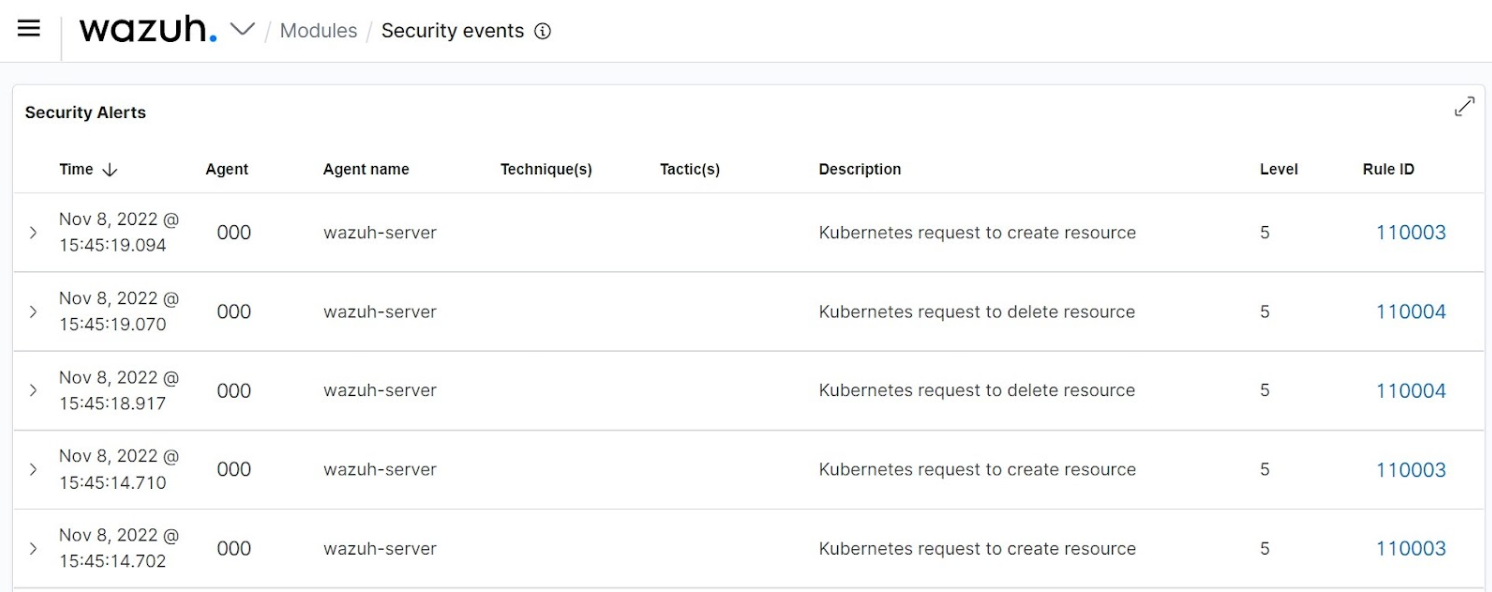 wazuh. / Modules / Security events
Security Alerts
Time Agent Agent name Technique(s) Tactic(s) Description Level Rule ID
Nov 8, 2022 @
15:45:19.094 000 wazuh-server Kubernetes request to create resource 5 110003
Nov 8, 2022 @
15:45:19.070 000 wazuh-server Kubernetes request to delete resource 5 110004
Nov 8, 2022 @
15:45:18.917 000 wazuh-server Kubernetes request to delete resource 5 110004
Nov 8, 2022 @
15:45:14.710 000 wazuh-server Kubernetes request to create resource 5 110003
Nov 8, 2022 @
15:45:14.702 000 wazuh-server Kubernetes request to create resource 5 110003